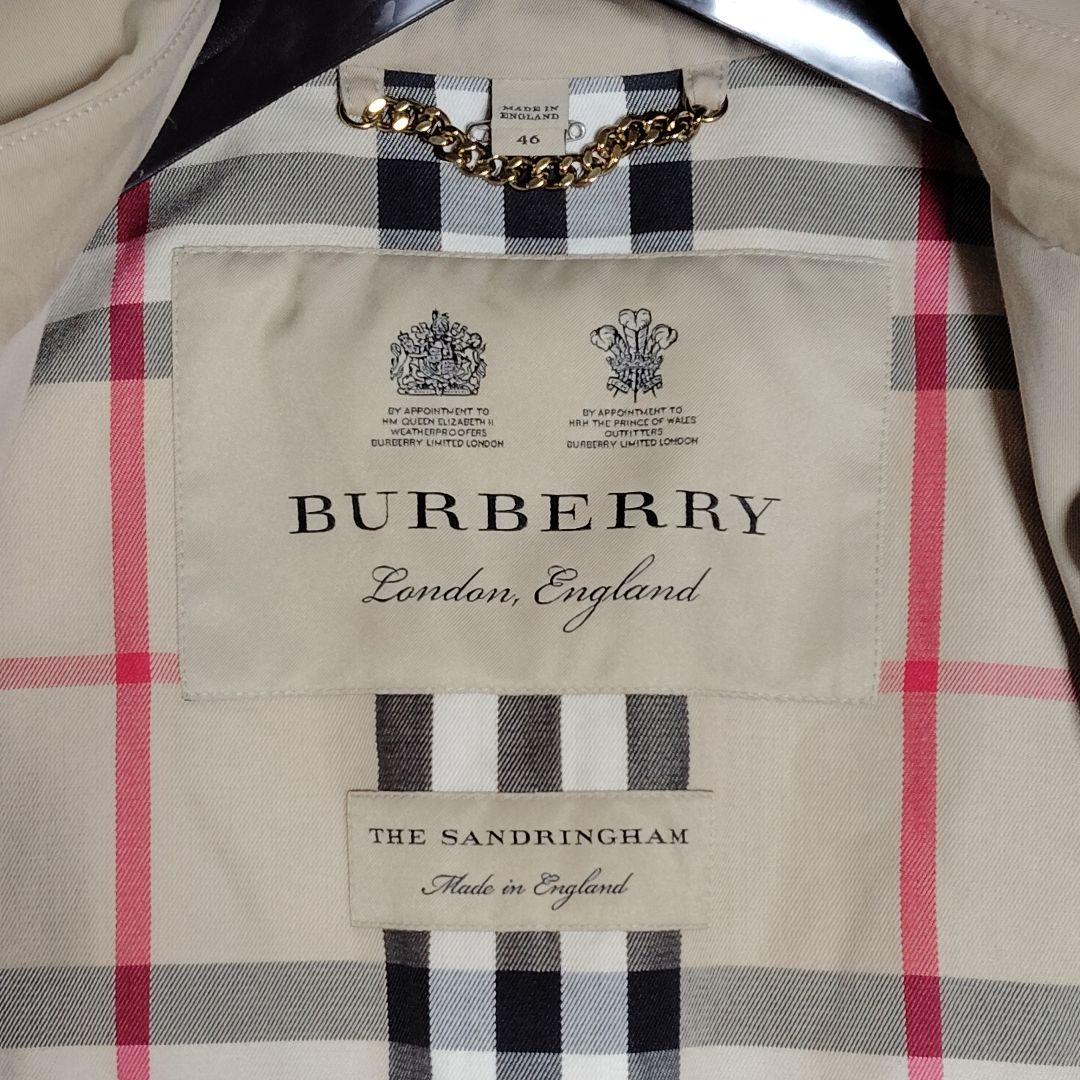 MADE IN
ENGLAND
46
BY APPOINTMENT TO
HM QUEEN ELIZABETH II
WEATHERPROOFERS
BURBERRY LIMITED LONDON
BY APPOINTMENT TO
HRH THE PRINCE OF WALES
OUTFITTERS
BURBERRY LIMITED LONDON
BURBERRY
London, England
THE SANDRINGHAM
Made in England